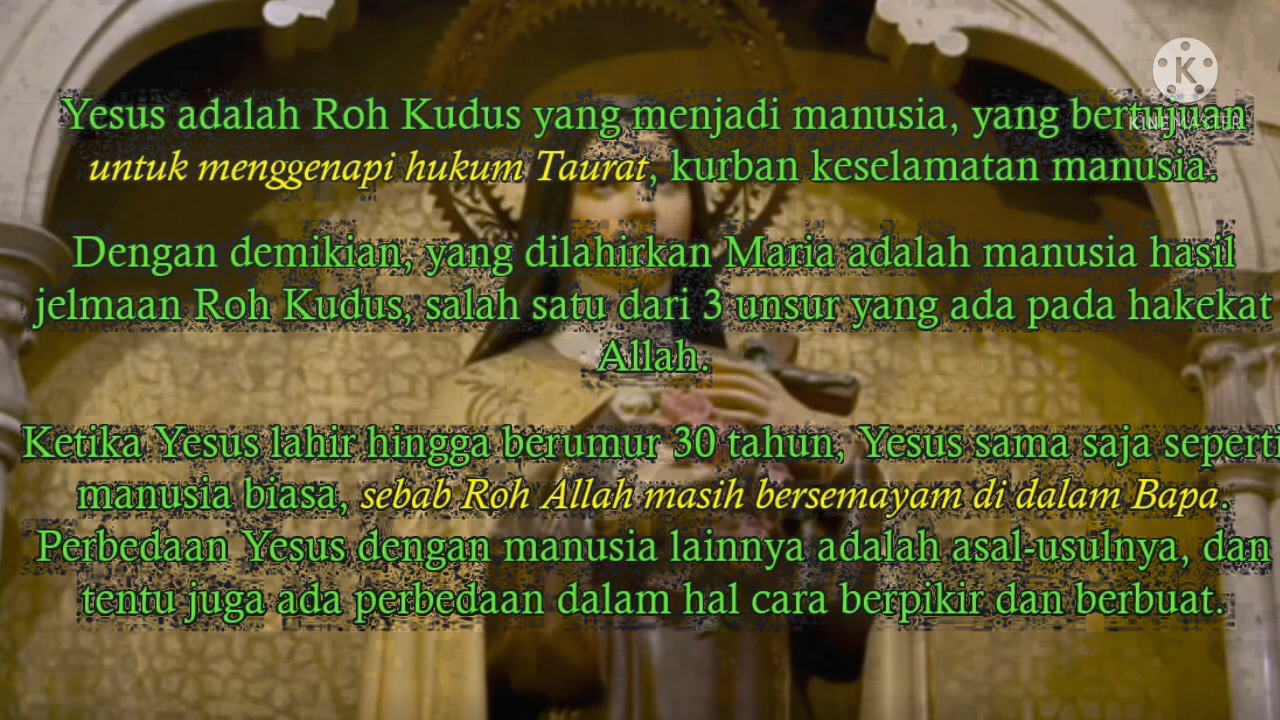 Yesus adalah Roh Kudus yang menjadi manusia, yang bertujuan
untuk menggenapi hukum Taurat, kurban keselamatan manusia.
Dengan demikian, yang dilahirkan Maria adalah manusia hasil
jelmaan Roh Kudus, salah satu dari 3 unsur yang ada pada hakekat
Allah.
Ketika Yesus lahir hingga berumur 30 tahun, Yesus sama saja seperti
manusia biasa, sebab Roh Allah masih bersemayam di dalam Bapa.
Perbedaan Yesus dengan manusia lainnya adalah asal-usulnya, dan
tentu juga ada perbedaan dalam hal cara berpikir dan berbuat.
K
KINEMASTER